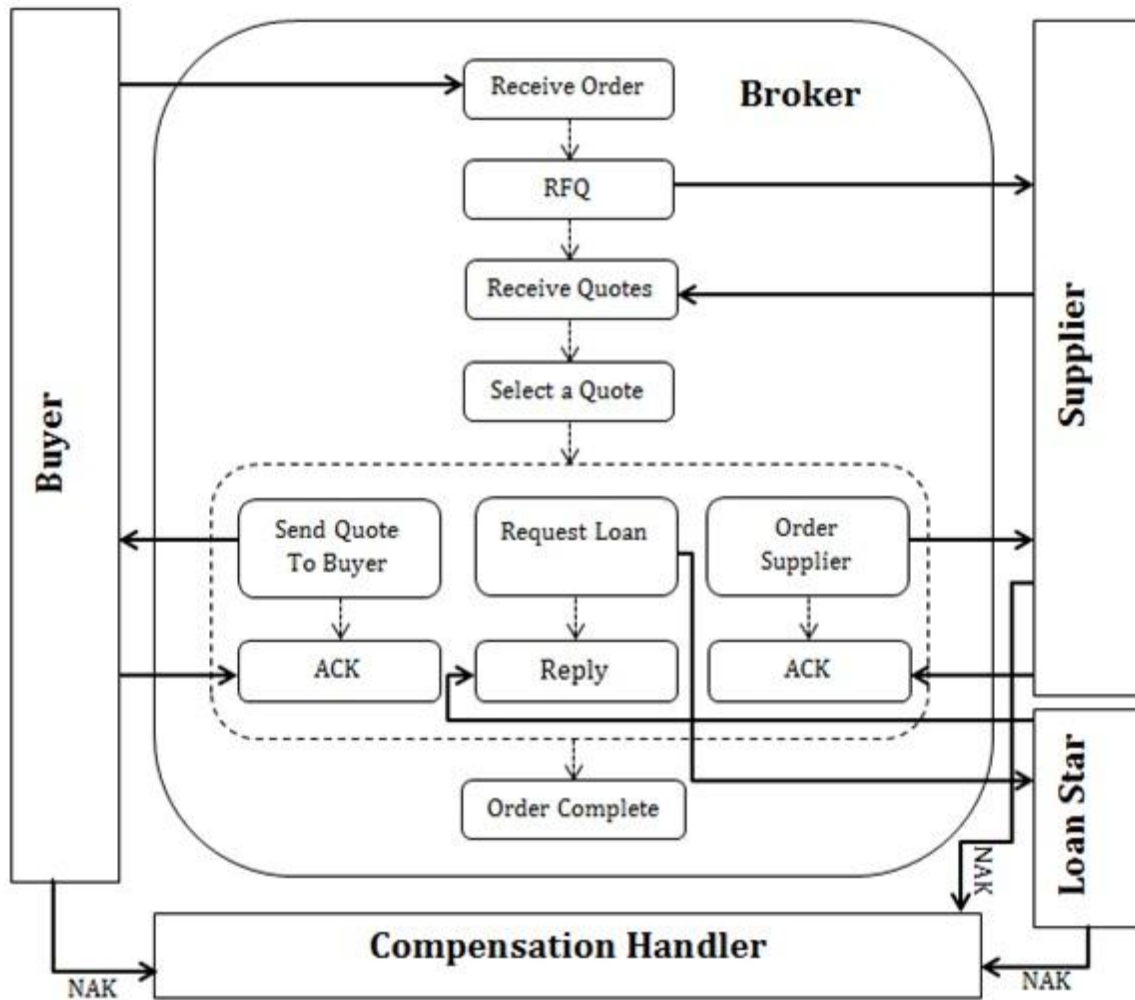 Receive Order
Broker
RFQ
Receive Quotes
Select a Quote
Buyer
Supplier
Send Quote
To Buyer
Request Loan
Order
Supplier
ACK
Reply
ACK
Order Complete
Loan Star
NAK
Compensation Handler
NAK
NAK